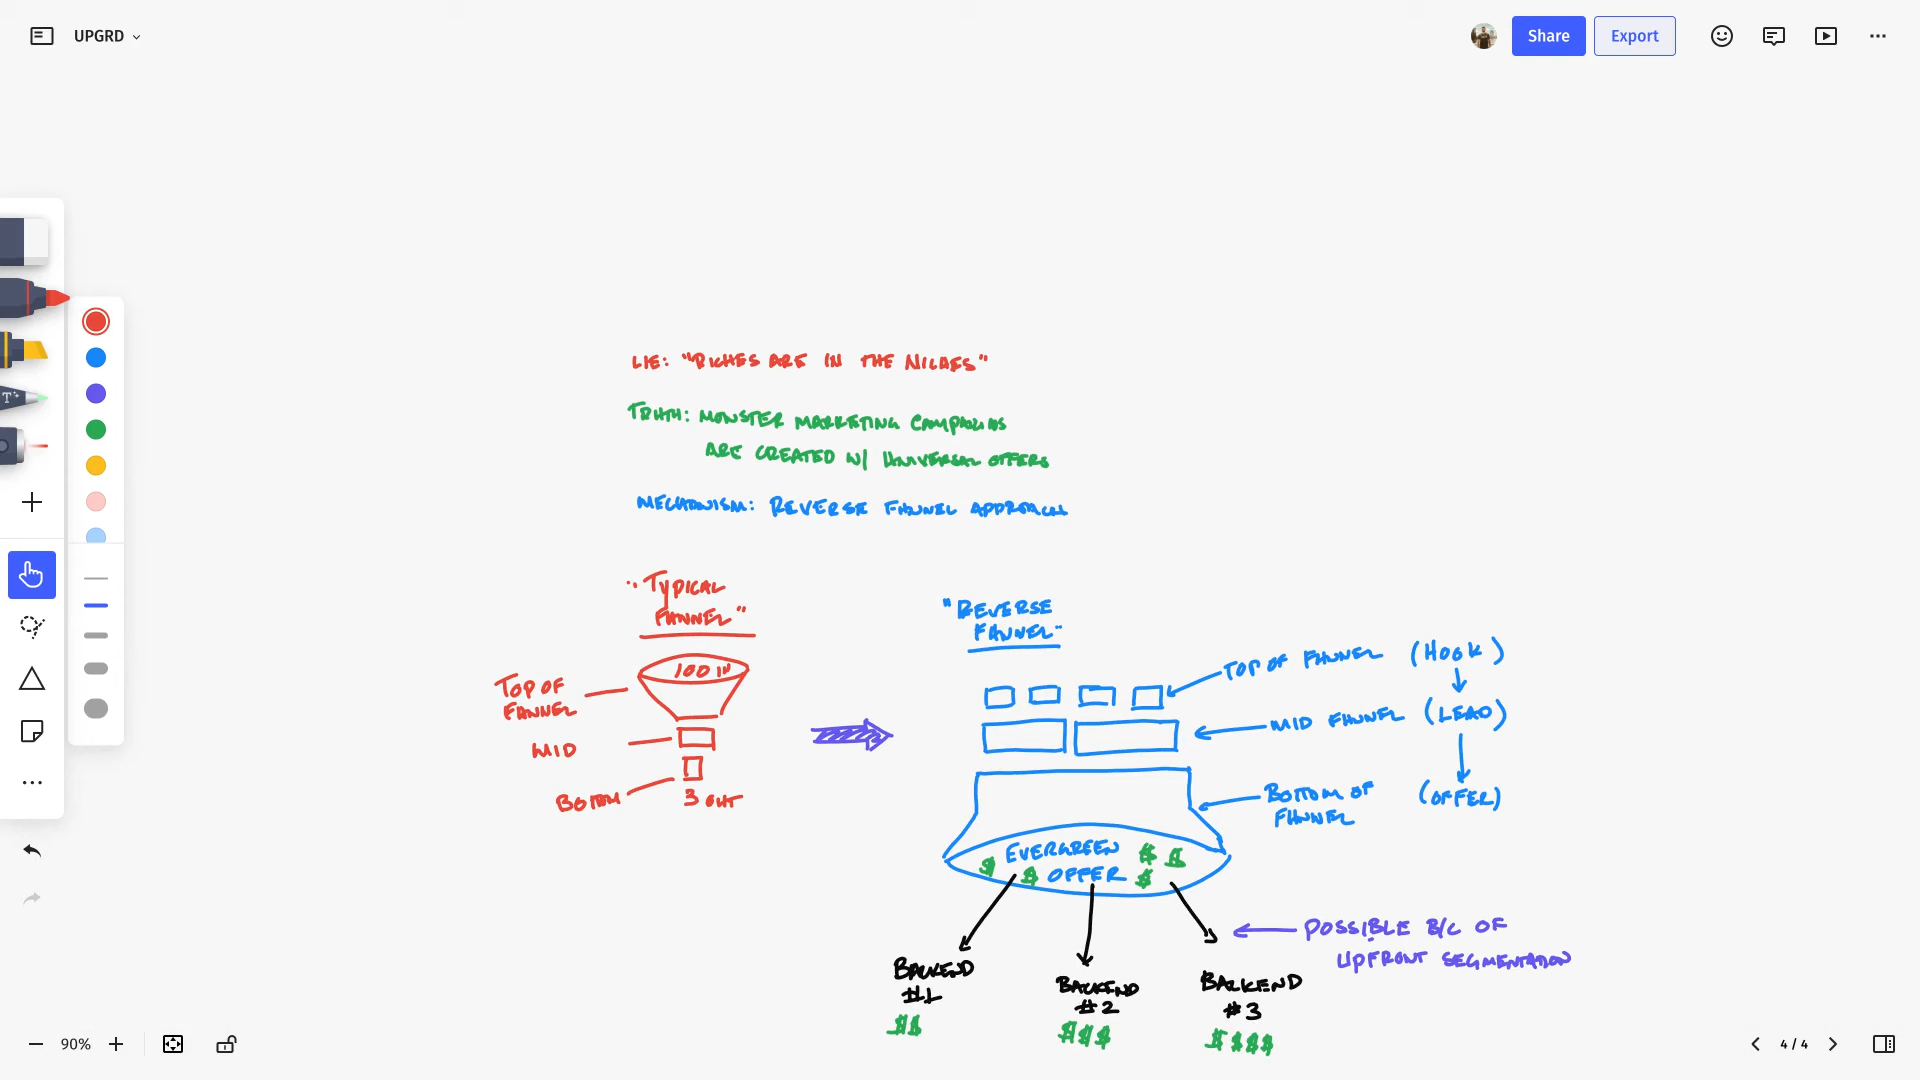 UPGRD
Share
Export
LIE: "RICHES ARE IN THE NICHES"
TRUTH: MONSTER MARKETING CAMPAIGNS
ARE CREATED W/ UNIVERSAL OFFERS
MECHANISM: REVERSE FUNNEL APPROACH
"TYPICAL
FUNNEL"
100 IN
TOP OF
FUNNEL
MID
BOTTOM
3 OUT
"REVERSE
FUNNEL"
TOP OF FUNNEL (HOOK)
MID FUNNEL (LEAD)
BOTTOM OF
FUNNEL
(OFFER)
EVERGREEN $ $
$ $ OFFER $
POSSIBLE B/C OF
UPFRONT SEGMENTATION
BACKEND
#1
$$
BACKEND
#2
$$$
BACKEND
#3
$$$$
T
90%
4 / 4